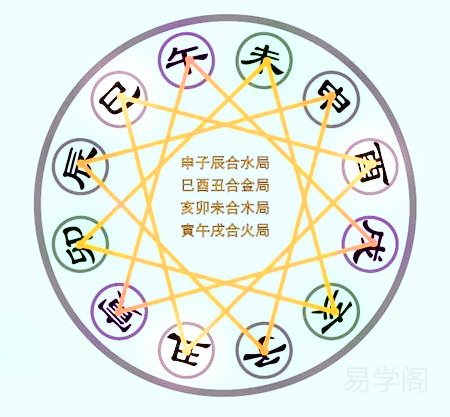 午
未
申
酉
戌
亥
子
丑
寅
卯
辰
巳
申子辰合水局
巳酉丑合金局
亥卯未合木局
寅午戌合火局
易学阁